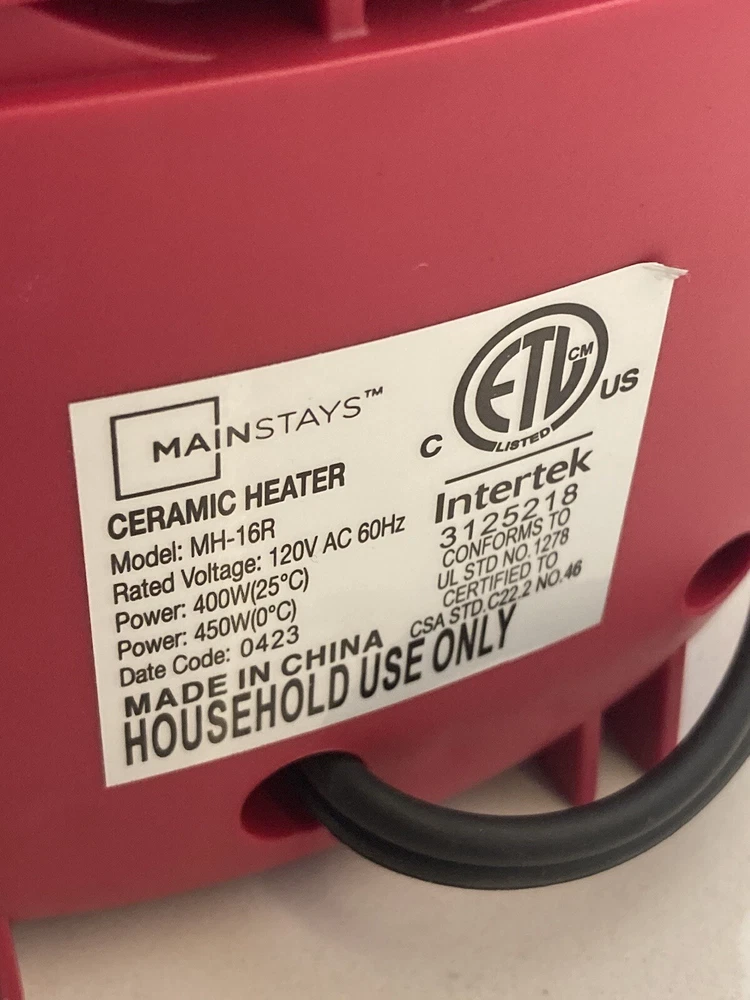 MAINSTAYS™
CERAMIC HEATER
Model: MH-16R
Rated Voltage: 120V AC 60Hz
Power: 400W(25°C)
Power: 450W(0°C)
Date Code: 0423
MADE IN CHINA
HOUSEHOLD USE ONLY
ETL CM
LISTED
C US
Intertek
3125218
CONFORMS TO
UL STD NO.1278
CERTIFIED TO
CSA STD.C22.2 NO.46